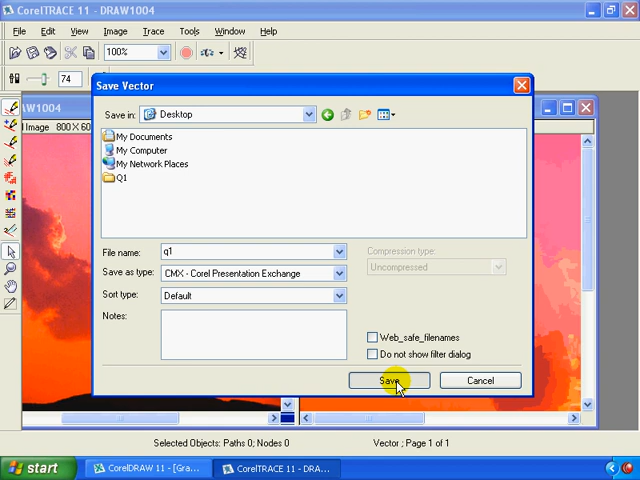 CorelTRACE 11 - DRAW1004
File Edit View Image Trace Tools Window Help
100%
74
AW1004
Image 800 X 60
Save Vector
Save in: Desktop
My Documents
My Computer
My Network Places
Q1
File name: q1
Save as type: CMX - Corel Presentation Exchange
Sort type: Default
Notes:
Compression type:
Uncompressed
Web_safe_filenames
Do not show filter dialog
Save Cancel
Selected Objects: Paths 0; Nodes 0 Vector ; Page 1 of 1
start CorelDRAW 11 - [Gra... CorelTRACE 11 - DRA...